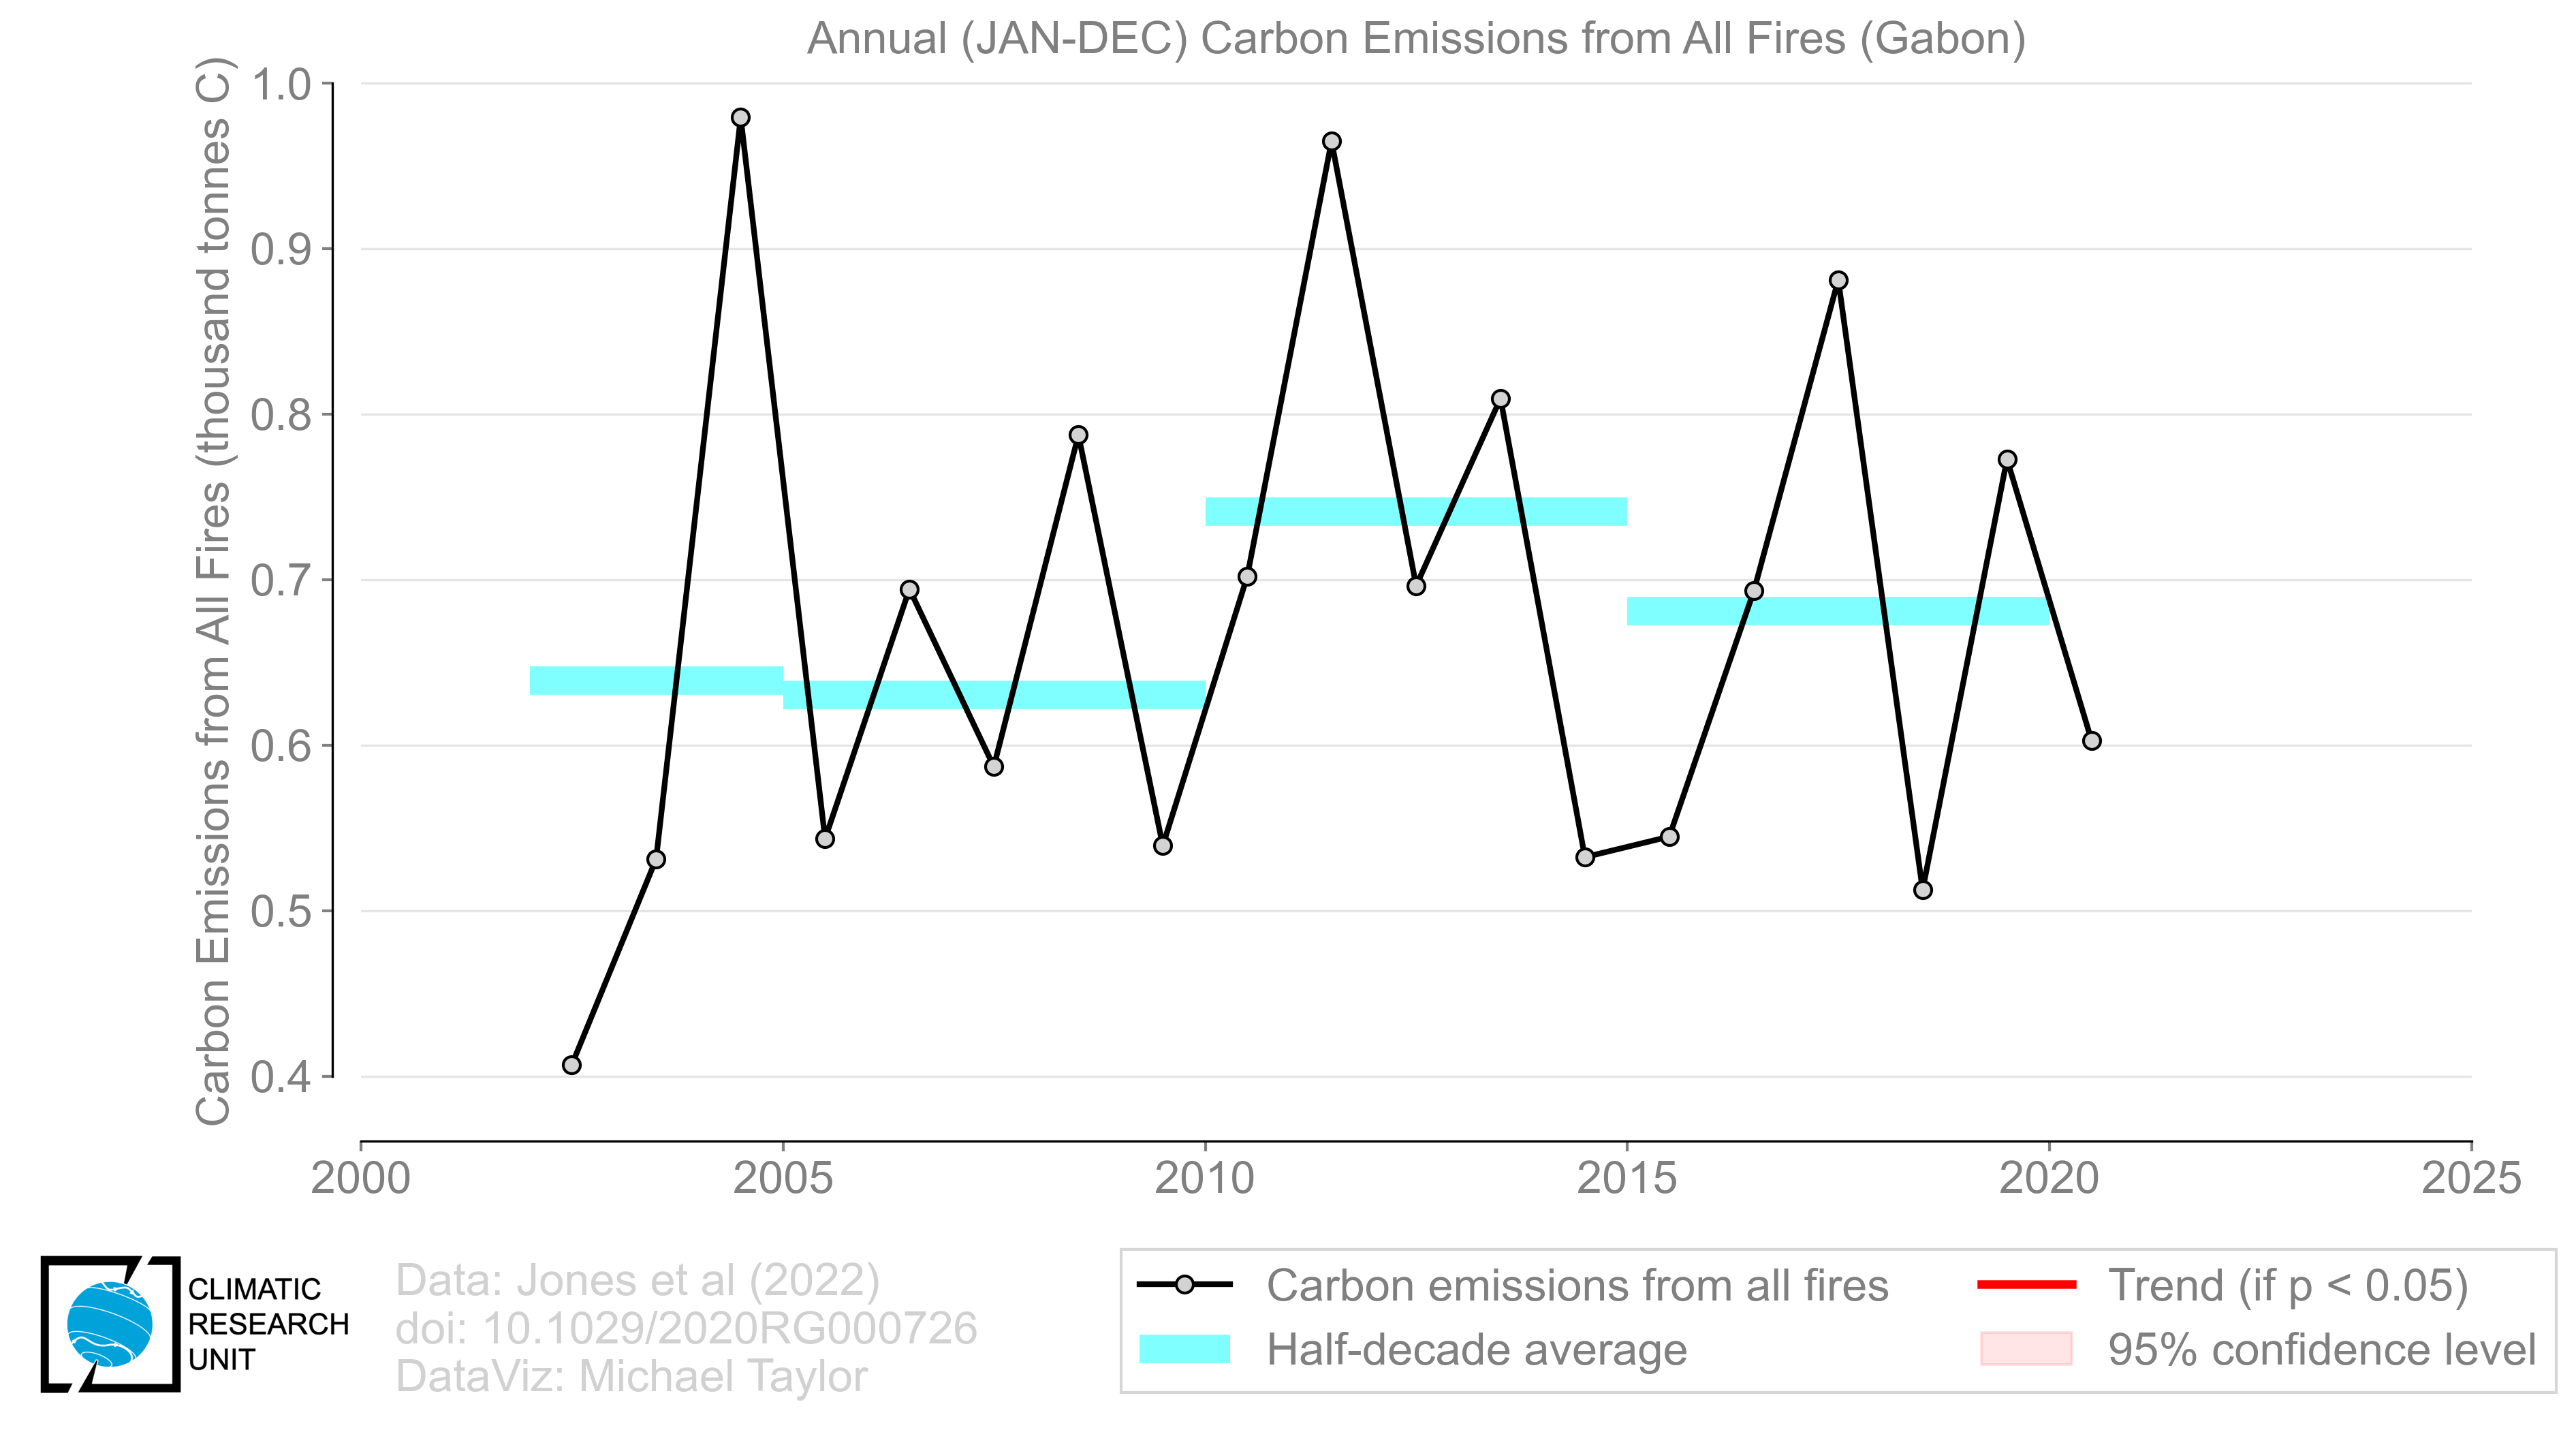 Annual (JAN-DEC) Carbon Emissions from All Fires (Gabon)
Carbon Emissions from All Fires (thousand tonnes C)
1.0
0.9
0.8
0.7
0.6
0.5
0.4
2000
2005
2010
2015
2020
2025
CLIMATIC
RESEARCH
UNIT
Data: Jones et al (2022)
doi: 10.1029/2020RG000726
DataViz: Michael Taylor
Carbon emissions from all fires
Half-decade average
Trend (if p < 0.05)
95% confidence level